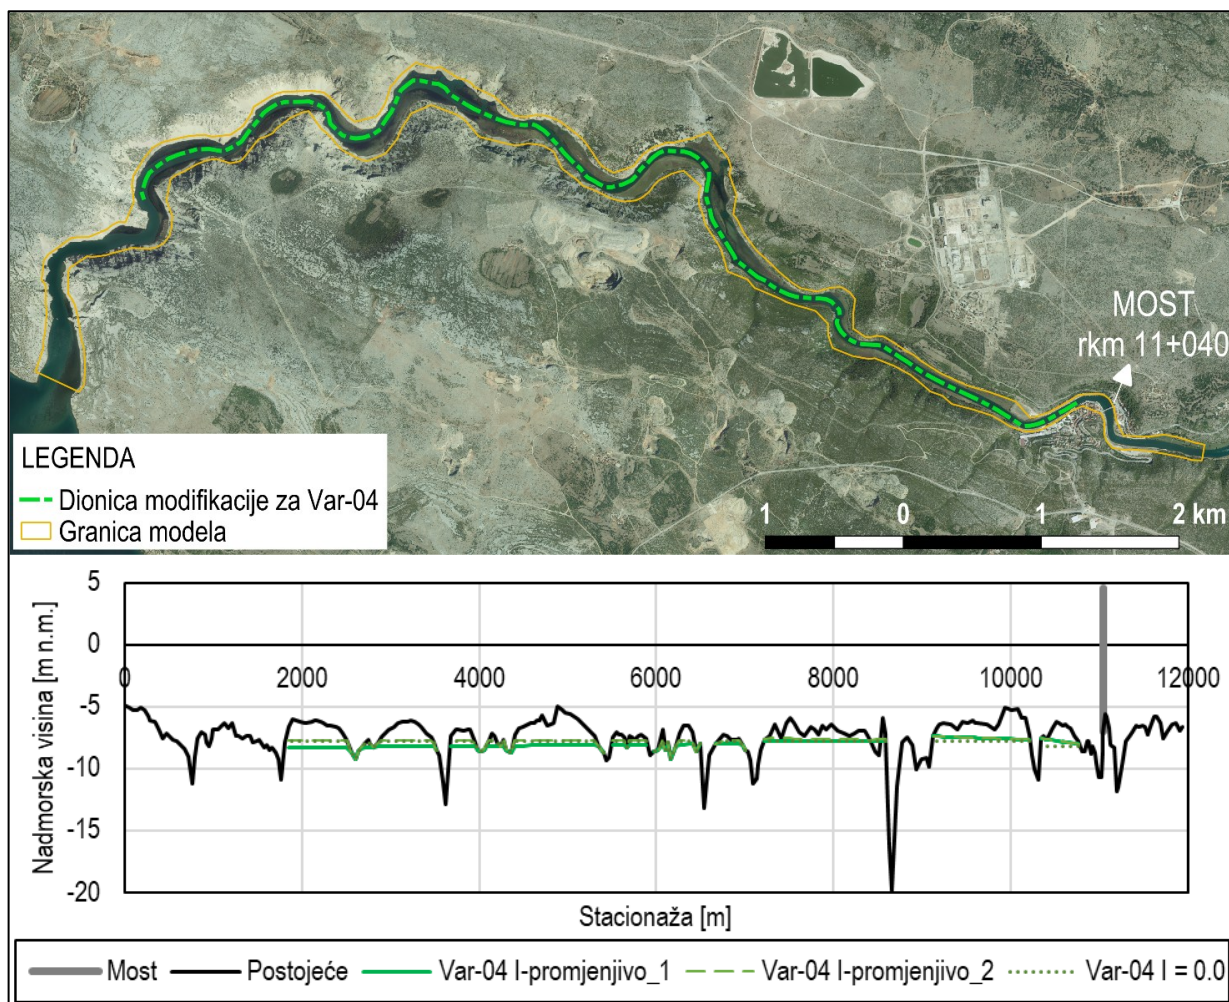 MOST
rkm 11+040
LEGENDA
Dionica modifikacije za Var-04
Granica modela
1 0 1 2 km
Nadmorska visina [m n.m.]
5
0
-5
-10
-15
-20
0 2000 4000 6000 8000 10000 12000
Stacionaža [m]
Most Postojeće Var-04 I-promjenjivo_1 Var-04 I-promjenjivo_2 Var-04 I = 0.0